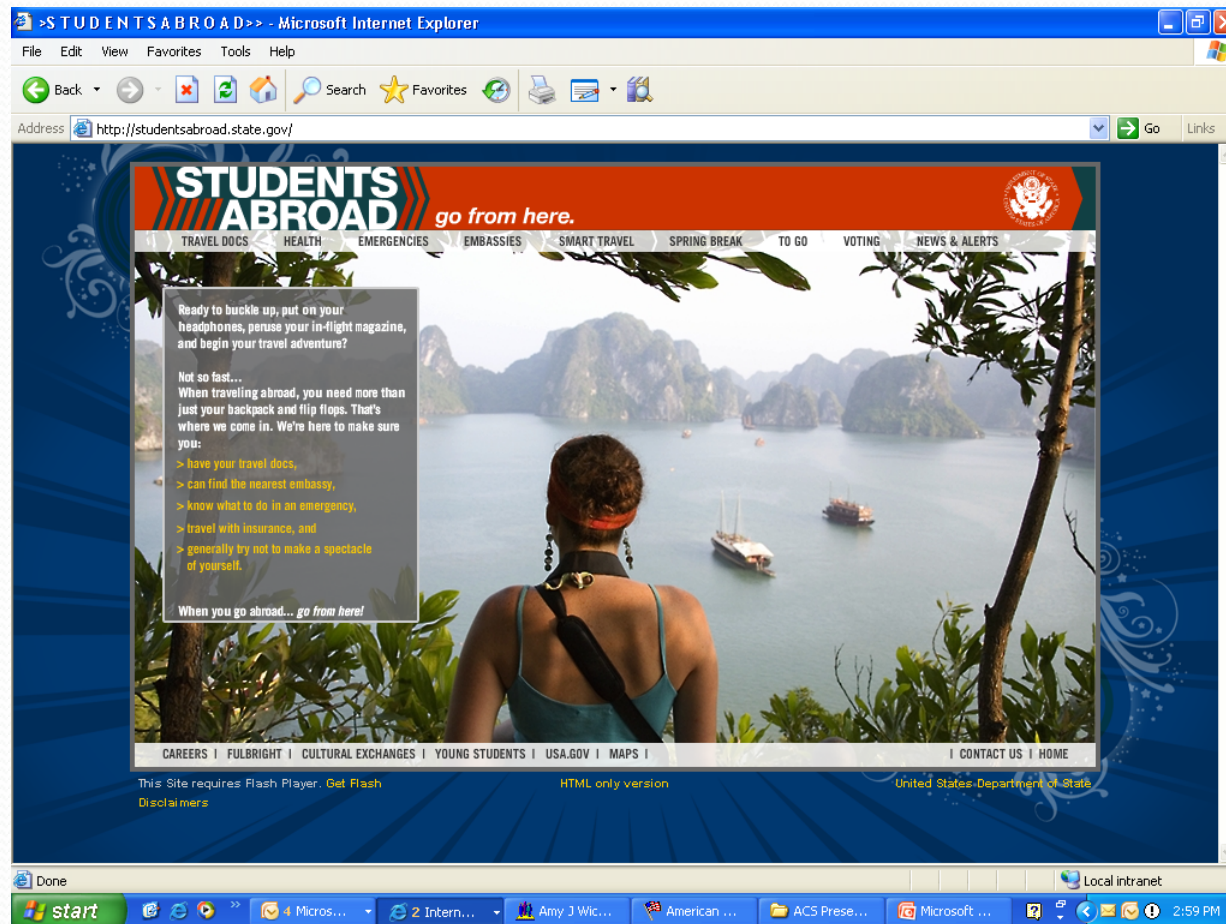 >S T U D E N T S A B R O A D>> - Microsoft Internet Explorer
File Edit View Favorites Tools Help
Back Search Favorites
Address http://studentsabroad.state.gov/ Go Links
STUDENTS
ABROAD go from here.
TRAVEL DOCS HEALTH EMERGENCIES EMBASSIES SMART TRAVEL SPRING BREAK TO GO VOTING NEWS & ALERTS
Ready to buckle up, put on your
headphones, peruse your in-flight magazine,
and begin your travel adventure?
Not so fast...
When traveling abroad, you need more than
just your backpack and flip flops. That's
where we come in. We're here to make sure
you:
> have your travel docs,
> can find the nearest embassy,
> know what to do in an emergency,
> travel with insurance, and
> generally try not to make a spectacle
of yourself.
When you go abroad... go from here!
CAREERS | FULBRIGHT | CULTURAL EXCHANGES | YOUNG STUDENTS | USA.GOV | MAPS | | CONTACT US | HOME
This Site requires Flash Player. Get Flash HTML only version United States Department of State
Disclaimers
Done Local intranet
start 4 Micros... 2 Intern... Amy J Wic... American ... ACS Prese... Microsoft ... 2:59 PM